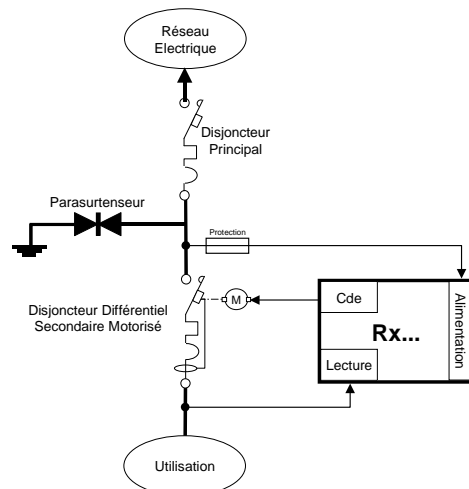 Réseau
Electrique
Disjoncteur
Principal
Parasurtenseur
Protection
Disjoncteur Différentiel
Secondaire Motorisé
M
Cde
Alimentation
Rx...
Lecture
Utilisation